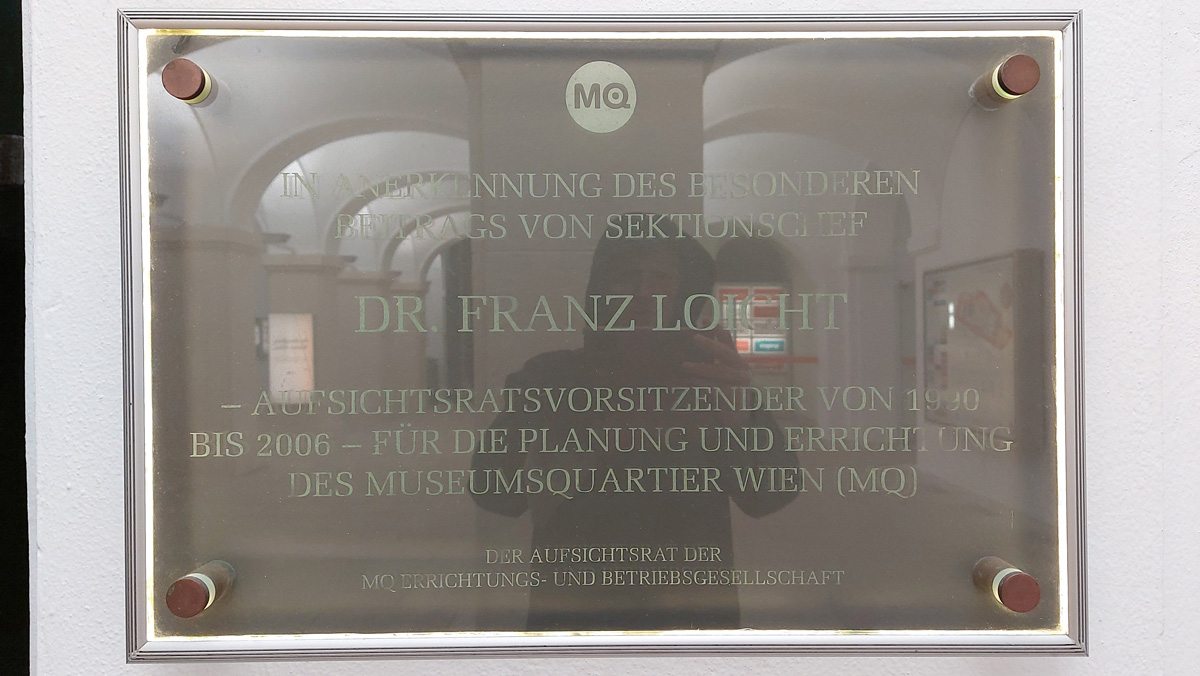 MQ
IN ANERKENNUNG DES BESONDEREN
BEITRAGS VON SEKTIONSCHEF
DR. FRANZ LOICHT
– AUFSICHTSRATSVORSITZENDER VON 1990
BIS 2006 – FÜR DIE PLANUNG UND ERRICHTUNG
DES MUSEUMSQUARTIER WIEN (MQ)
DER AUFSICHTSRAT DER
MQ ERRICHTUNGS- UND BETRIEBSGESELLSCHAFT